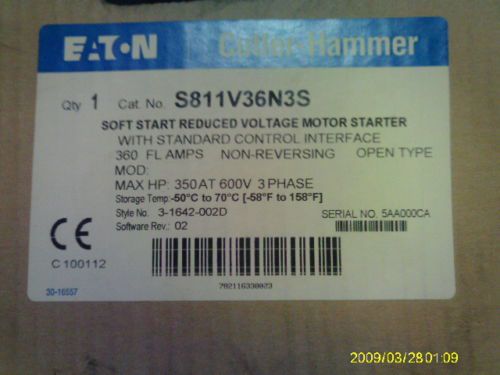 EATON Cutler-Hammer
Qty 1 Cat. No. S811V36N3S
SOFT START REDUCED VOLTAGE MOTOR STARTER
WITH STANDARD CONTROL INTERFACE
360 FL AMPS NON-REVERSING OPEN TYPE
MOD:
MAX HP: 350 AT 600V 3 PHASE
Storage Temp: -50°C to 70°C [-58°F to 158°F]
Style No. 3-1642-002D
SERIAL NO. 5AA000CA
Software Rev.: 02
CE
C 100112
30-16557
782116330023
2009/03/28 01:09